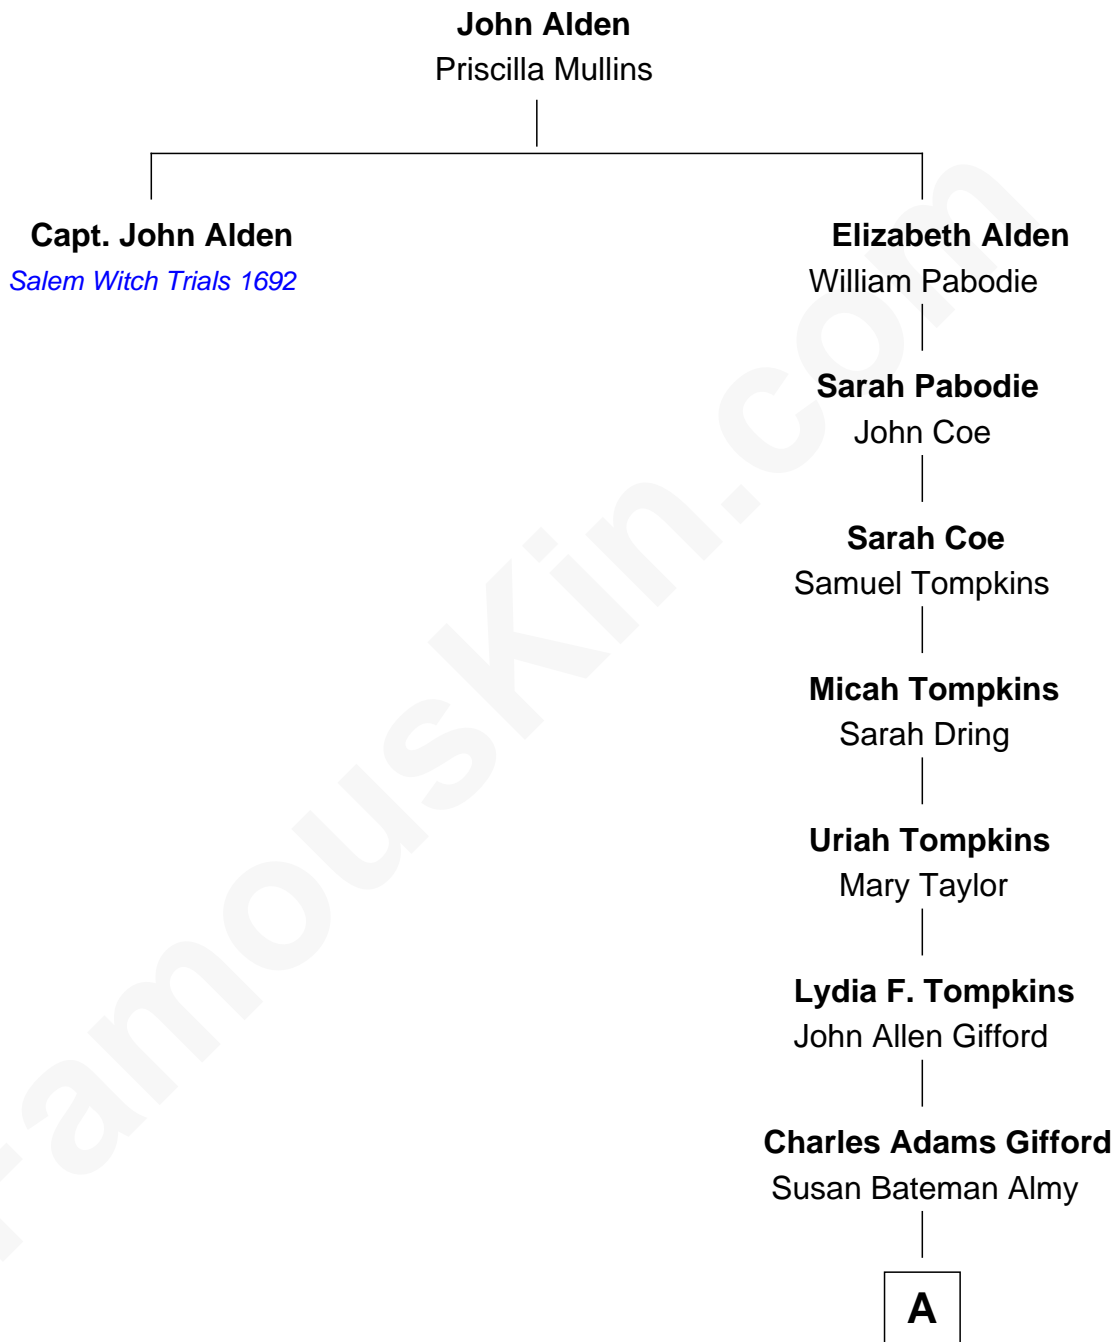 John Alden
Priscilla Mullins
Capt. John Alden
Salem Witch Trials 1692
Elizabeth Alden
William Pabodie
Sarah Pabodie
John Coe
Sarah Coe
Samuel Tompkins
Micah Tompkins
Sarah Dring
Uriah Tompkins
Mary Taylor
Lydia F. Tompkins
John Allen Gifford
Charles Adams Gifford
Susan Bateman Almy
A
FamousKin.com